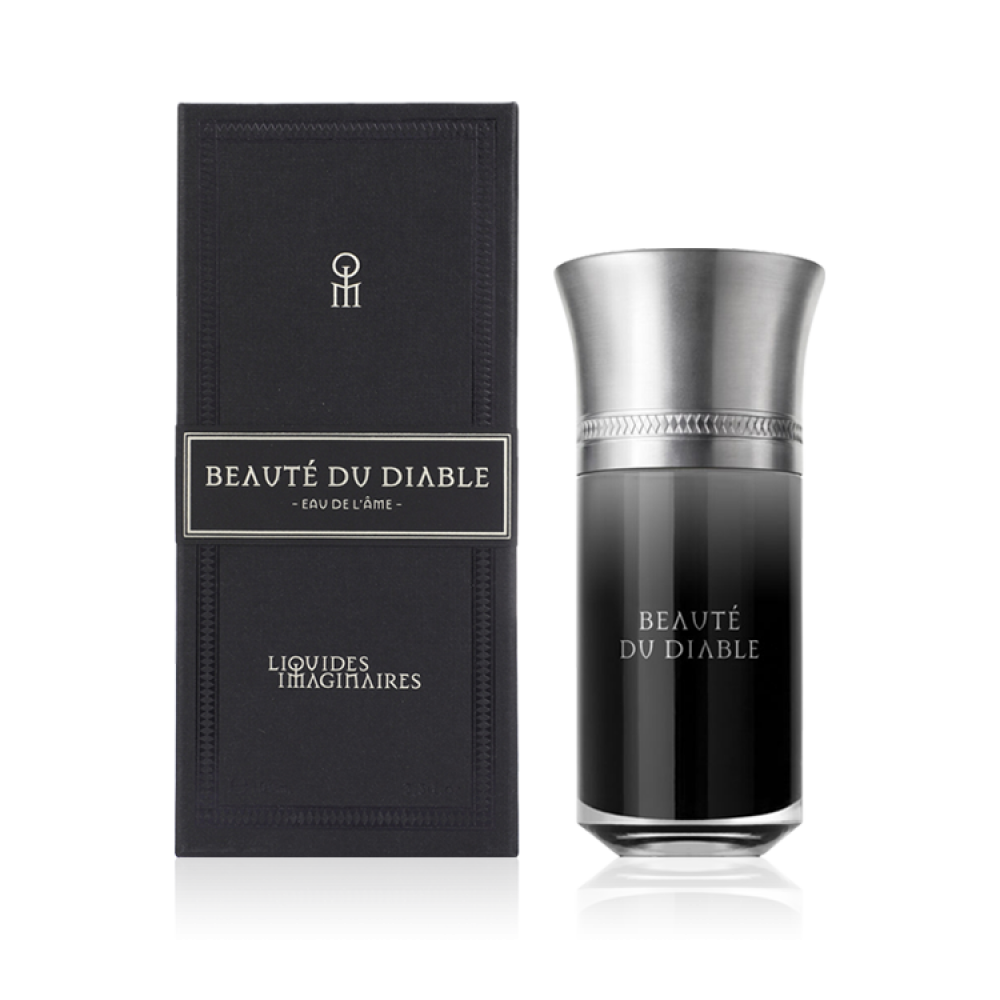 BEAUTÉ DU DIABLE
- EAU DE L'ÂME -
LIQUIDES
IMAGINAIRES
BEAUTÉ
DU DIABLE